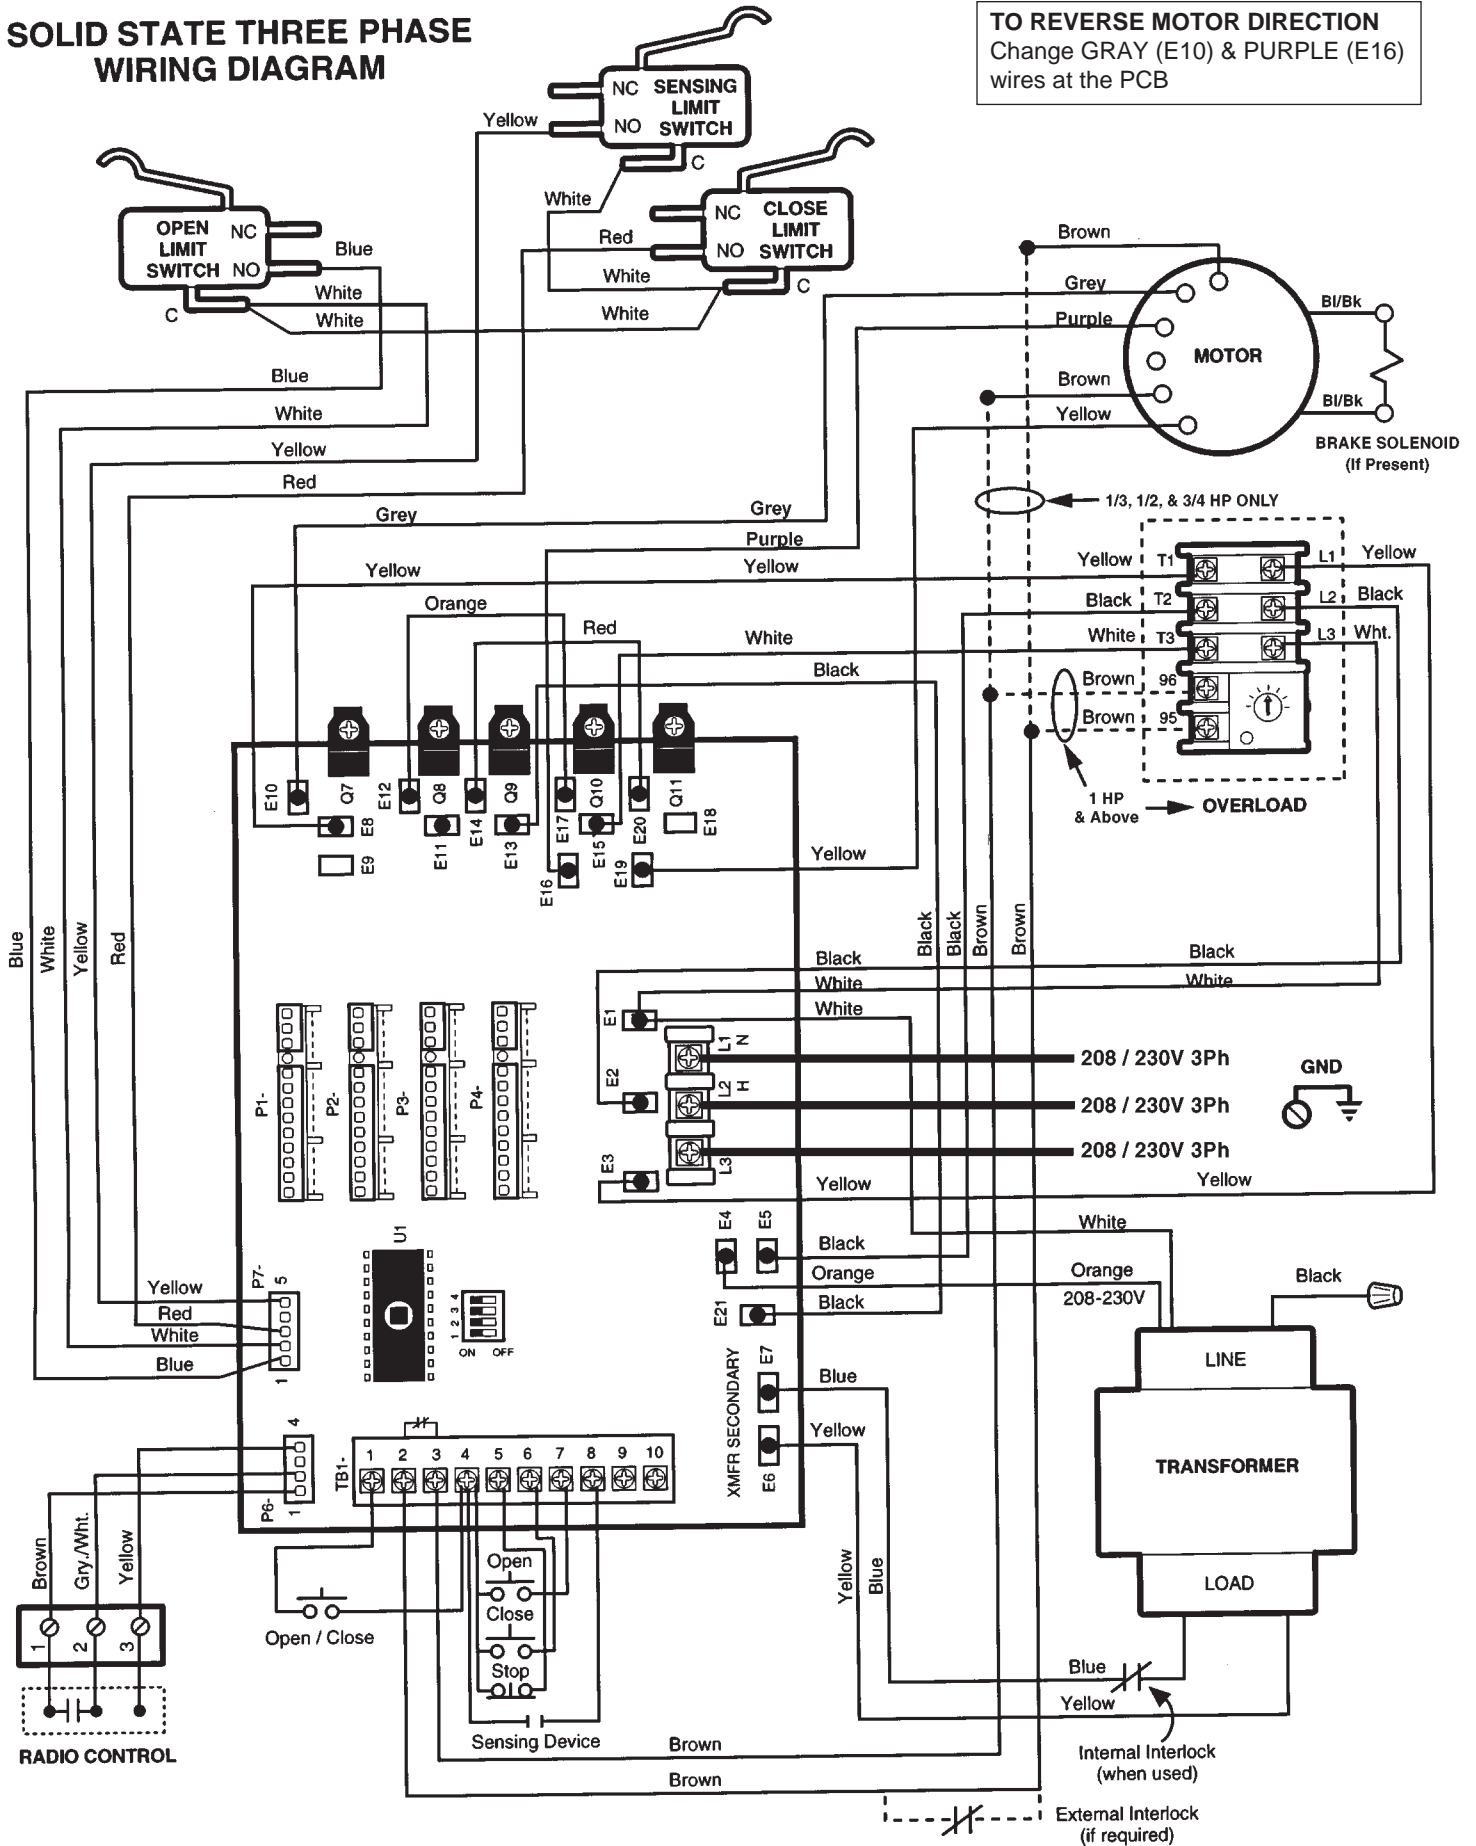 SOLID STATE THREE PHASE
WIRING DIAGRAM
TO REVERSE MOTOR DIRECTION
Change GRAY (E10) & PURPLE (E16)
wires at the PCB
NC
SENSING
LIMIT
SWITCH
NO
C
Yellow
White
NC
CLOSE
LIMIT
SWITCH
NO
C
Red
White
White
OPEN
LIMIT
SWITCH
NC
NO
C
Blue
White
White
Blue
White
Yellow
Red
Brown
Grey
Purple
Brown
Yellow
MOTOR
Bl/Bk
Bl/Bk
BRAKE SOLENOID
(If Present)
1/3, 1/2, & 3/4 HP ONLY
Grey
Grey
Purple
Yellow
Yellow
Yellow
T1
L1
Yellow
Orange
Black
T2
L2
Black
Red
White
White
T3
L3
Wht.
Black
Brown
96
Brown
95
1 HP
& Above
OVERLOAD
E10
Q7
E12
Q8
E14
Q9
E17
Q10
E20
Q11
E18
E8
E9
E11
E13
E15
E16
E19
Yellow
Blue
White
Yellow
Red
Black
Black
Brown
Brown
Black
Black
White
White
White
E1
L1
N
208 / 230V 3Ph
GND
E2
L2
H
208 / 230V 3Ph
E3
L3
208 / 230V 3Ph
Yellow
Yellow
P1-
P2-
P3-
P4-
U1
E4
E5
White
Black
Orange
Orange
208-230V
Black
E21
Black
P7-
5
1
Yellow
Red
White
Blue
1 2 3 4
ON
OFF
XMFR SECONDARY
E7
E6
Blue
Yellow
LINE
TRANSFORMER
LOAD
P6-
4
1
TB1-
1
2
3
4
5
6
7
8
9
10
Brown
Gry./Wht.
Yellow
1
2
3
RADIO CONTROL
Open / Close
Open
Close
Stop
Sensing Device
Yellow
Blue
Blue
Yellow
Internal Interlock
(when used)
Brown
Brown
External Interlock
(if required)